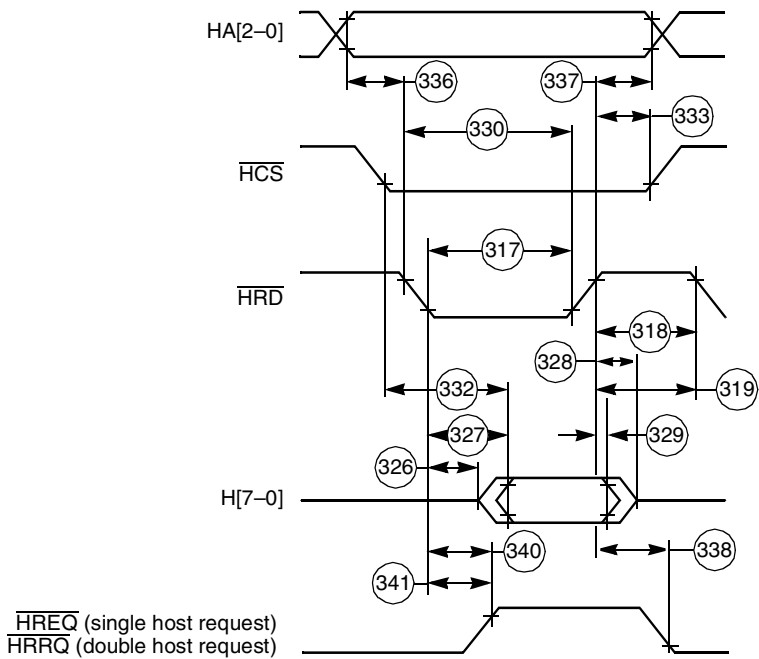 HA[2–0]
336
337
333
330
HCS
317
HRD
318
328
332
319
327
329
326
H[7–0]
340
338
341
HREQ (single host request)
HRRQ (double host request)